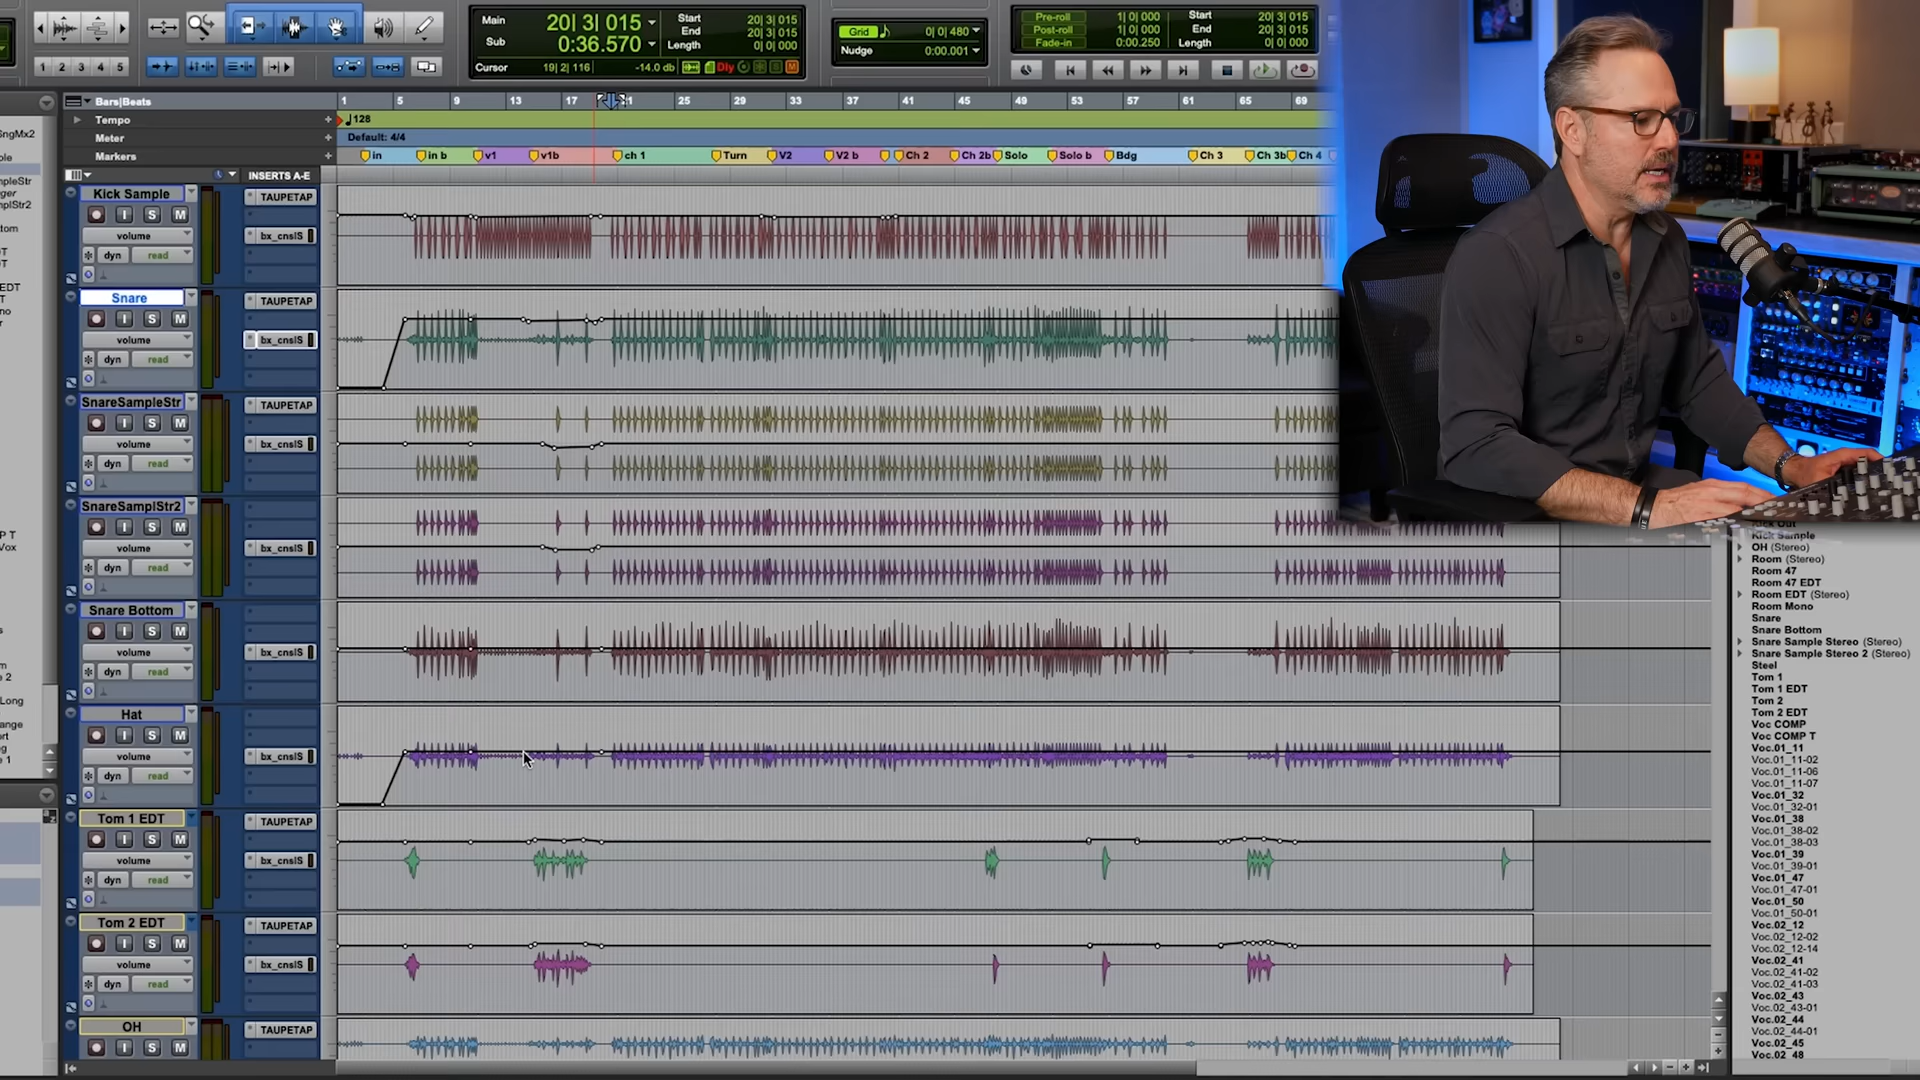 Main 20| 3| 015
Sub 0:36.570
Cursor 19| 2| 116 -14.0 db Dly
Start 20| 3| 015
End 20| 3| 015
Length 0| 0| 000
Grid 0| 0| 480
Nudge 0:00.001
Pre-roll 1| 0| 000
Post-roll 1| 0| 000
Fade-in 0:00.250
Start 20| 3| 015
End 20| 3| 015
Length 0| 0| 000
1 2 3 4 5
Bars|Beats 1 5 9 13 17 21 25 29 33 37 41 45 49 53 57 61 65 69
Tempo 128
Meter Default: 4/4
Markers in in b v1 v1b ch 1 Turn V2 V2 b Ch 2 Ch 2b Solo Solo b Bdg Ch 3 Ch 3b Ch 4
INSERTS A-E
Kick Sample TAUPETAP
I S M
volume bx_cnslS
dyn read
Snare TAUPETAP
I S M
volume bx_cnslS
dyn read
SnareSampleStr TAUPETAP
I S M
volume bx_cnslS
dyn read
SnareSamplStr2
I S M
volume bx_cnslS
dyn read
Snare Bottom
I S M
volume bx_cnslS
dyn read
Hat
I S M
volume bx_cnslS
dyn read
Tom 1 EDT TAUPETAP
I S M
volume bx_cnslS
dyn read
Tom 2 EDT TAUPETAP
I S M
volume bx_cnslS
dyn read
OH TAUPETAP
I S M
Kick Out
Kick Sample
OH (Stereo)
Room (Stereo)
Room 47
Room 47 EDT
Room EDT (Stereo)
Room Mono
Snare
Snare Bottom
Snare Sample Stereo (Stereo)
Snare Sample Stereo 2 (Stereo)
Steel
Tom 1
Tom 1 EDT
Tom 2
Tom 2 EDT
Voc COMP
Voc COMP T
Voc.01_11
Voc.01_11-02
Voc.01_11-06
Voc.01_11-07
Voc.01_32
Voc.01_32-01
Voc.01_38
Voc.01_38-02
Voc.01_38-03
Voc.01_39
Voc.01_39-01
Voc.01_47
Voc.01_47-01
Voc.01_50
Voc.01_50-01
Voc.02_12
Voc.02_12-02
Voc.02_12-14
Voc.02_41
Voc.02_41-02
Voc.02_41-03
Voc.02_43
Voc.02_43-01
Voc.02_44
Voc.02_44-01
Voc.02_45
Voc.02_48